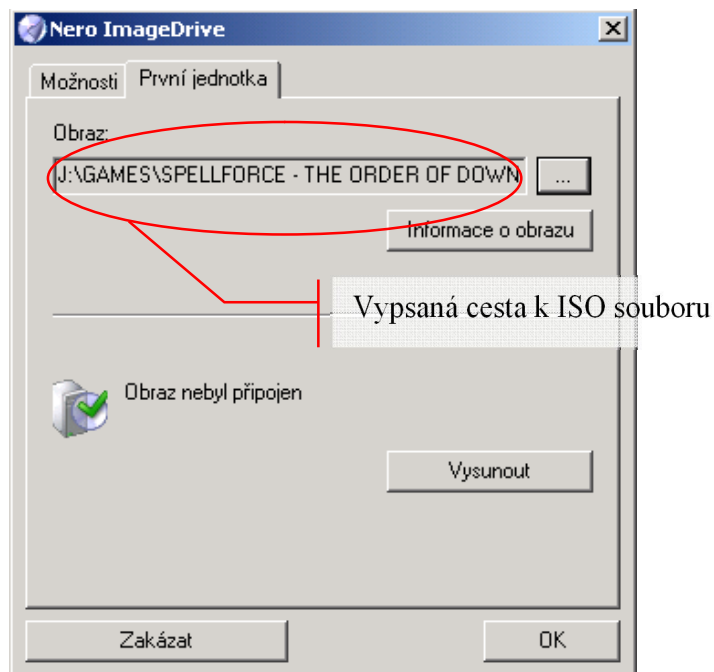 Nero ImageDrive
Možnosti
První jednotka
Obraz:
J:\GAMES\SPELLFORCE - THE ORDER OF DOWN
...
Informace o obrazu
Vypsaná cesta k ISO souboru
Obraz nebyl připojen
Vysunout
Zakázat
OK